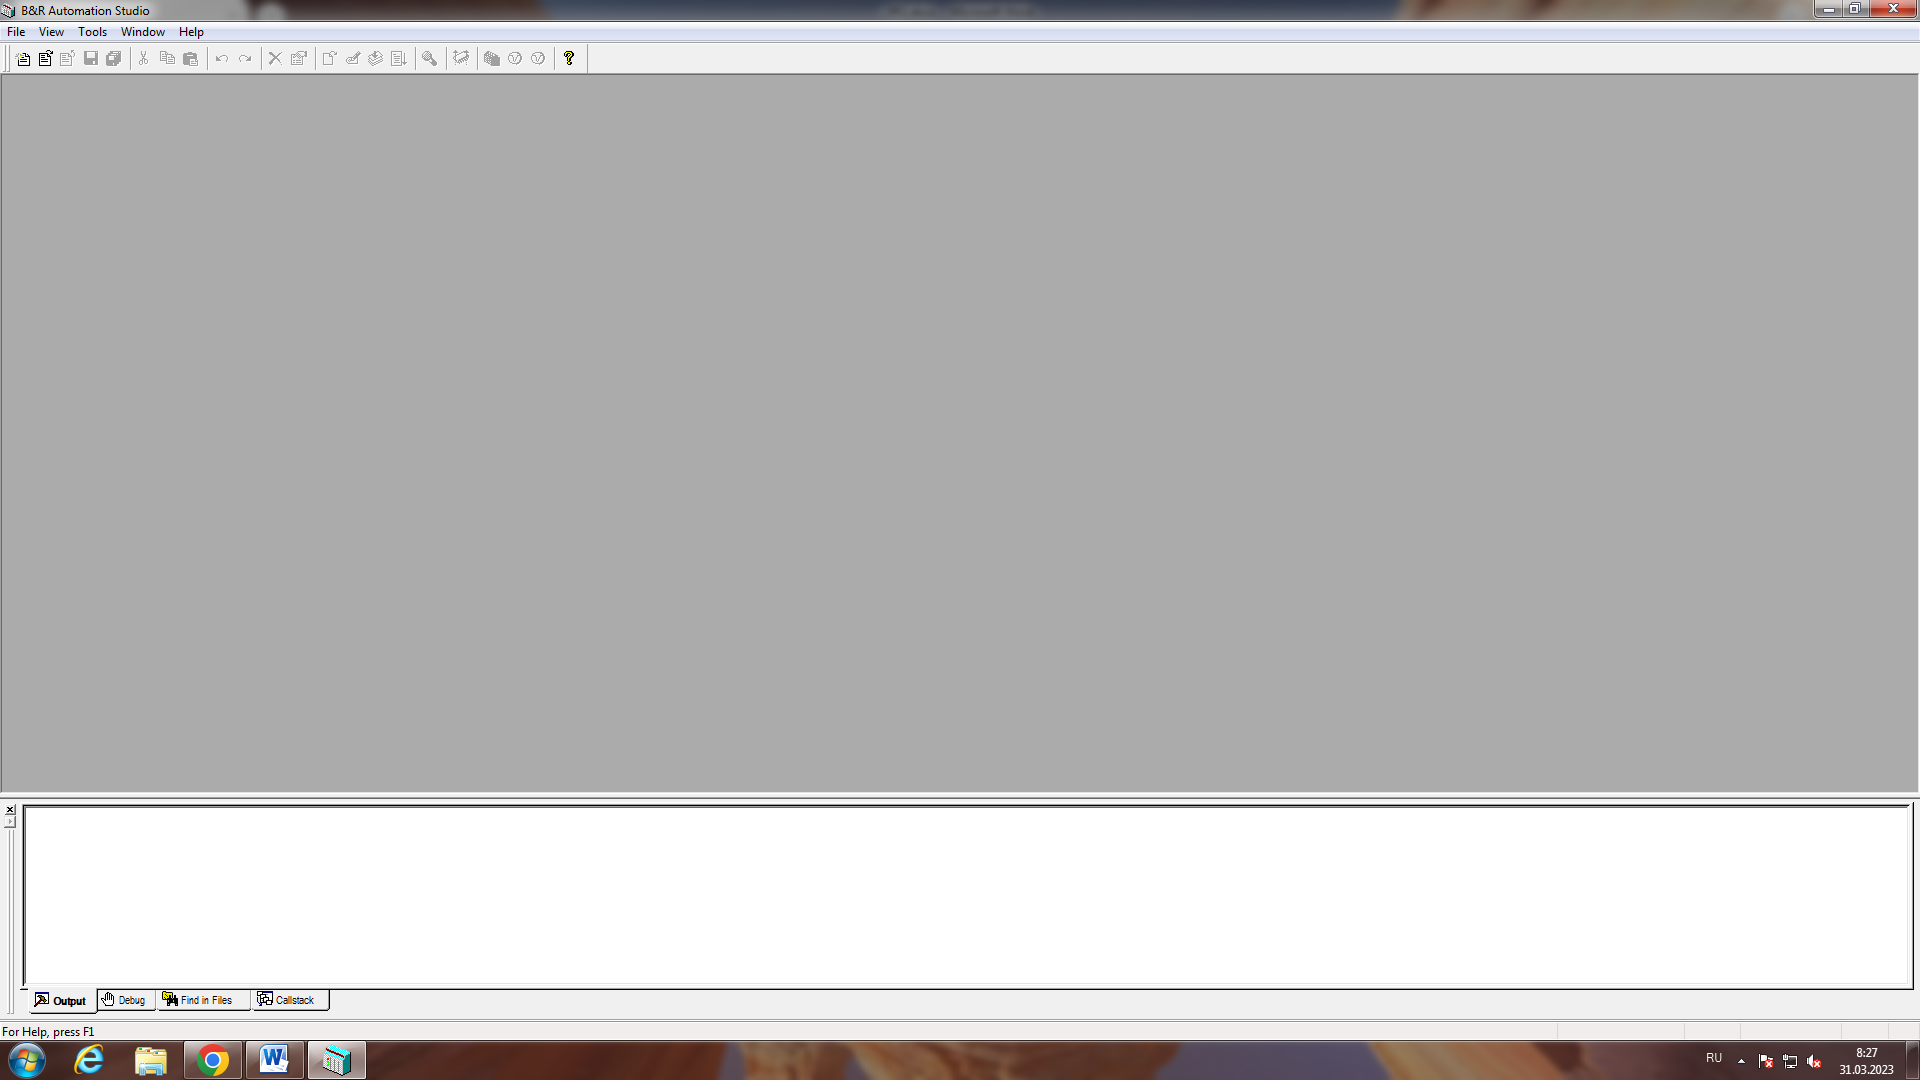 B&R Automation Studio
File View Tools Window Help
Output Debug Find in Files Callstack
For Help, press F1
RU
8:27
31.03.2023